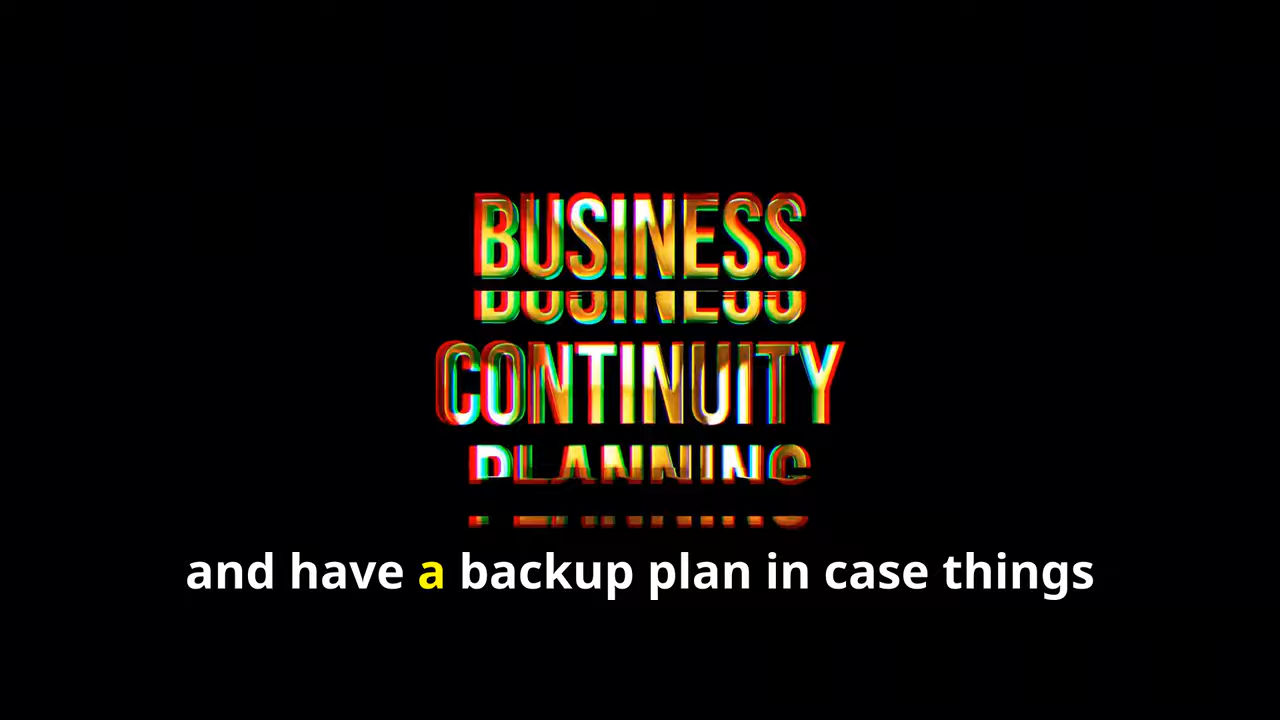 BUSINESS
CONTINUITY
PLANNING
and have a backup plan in case things